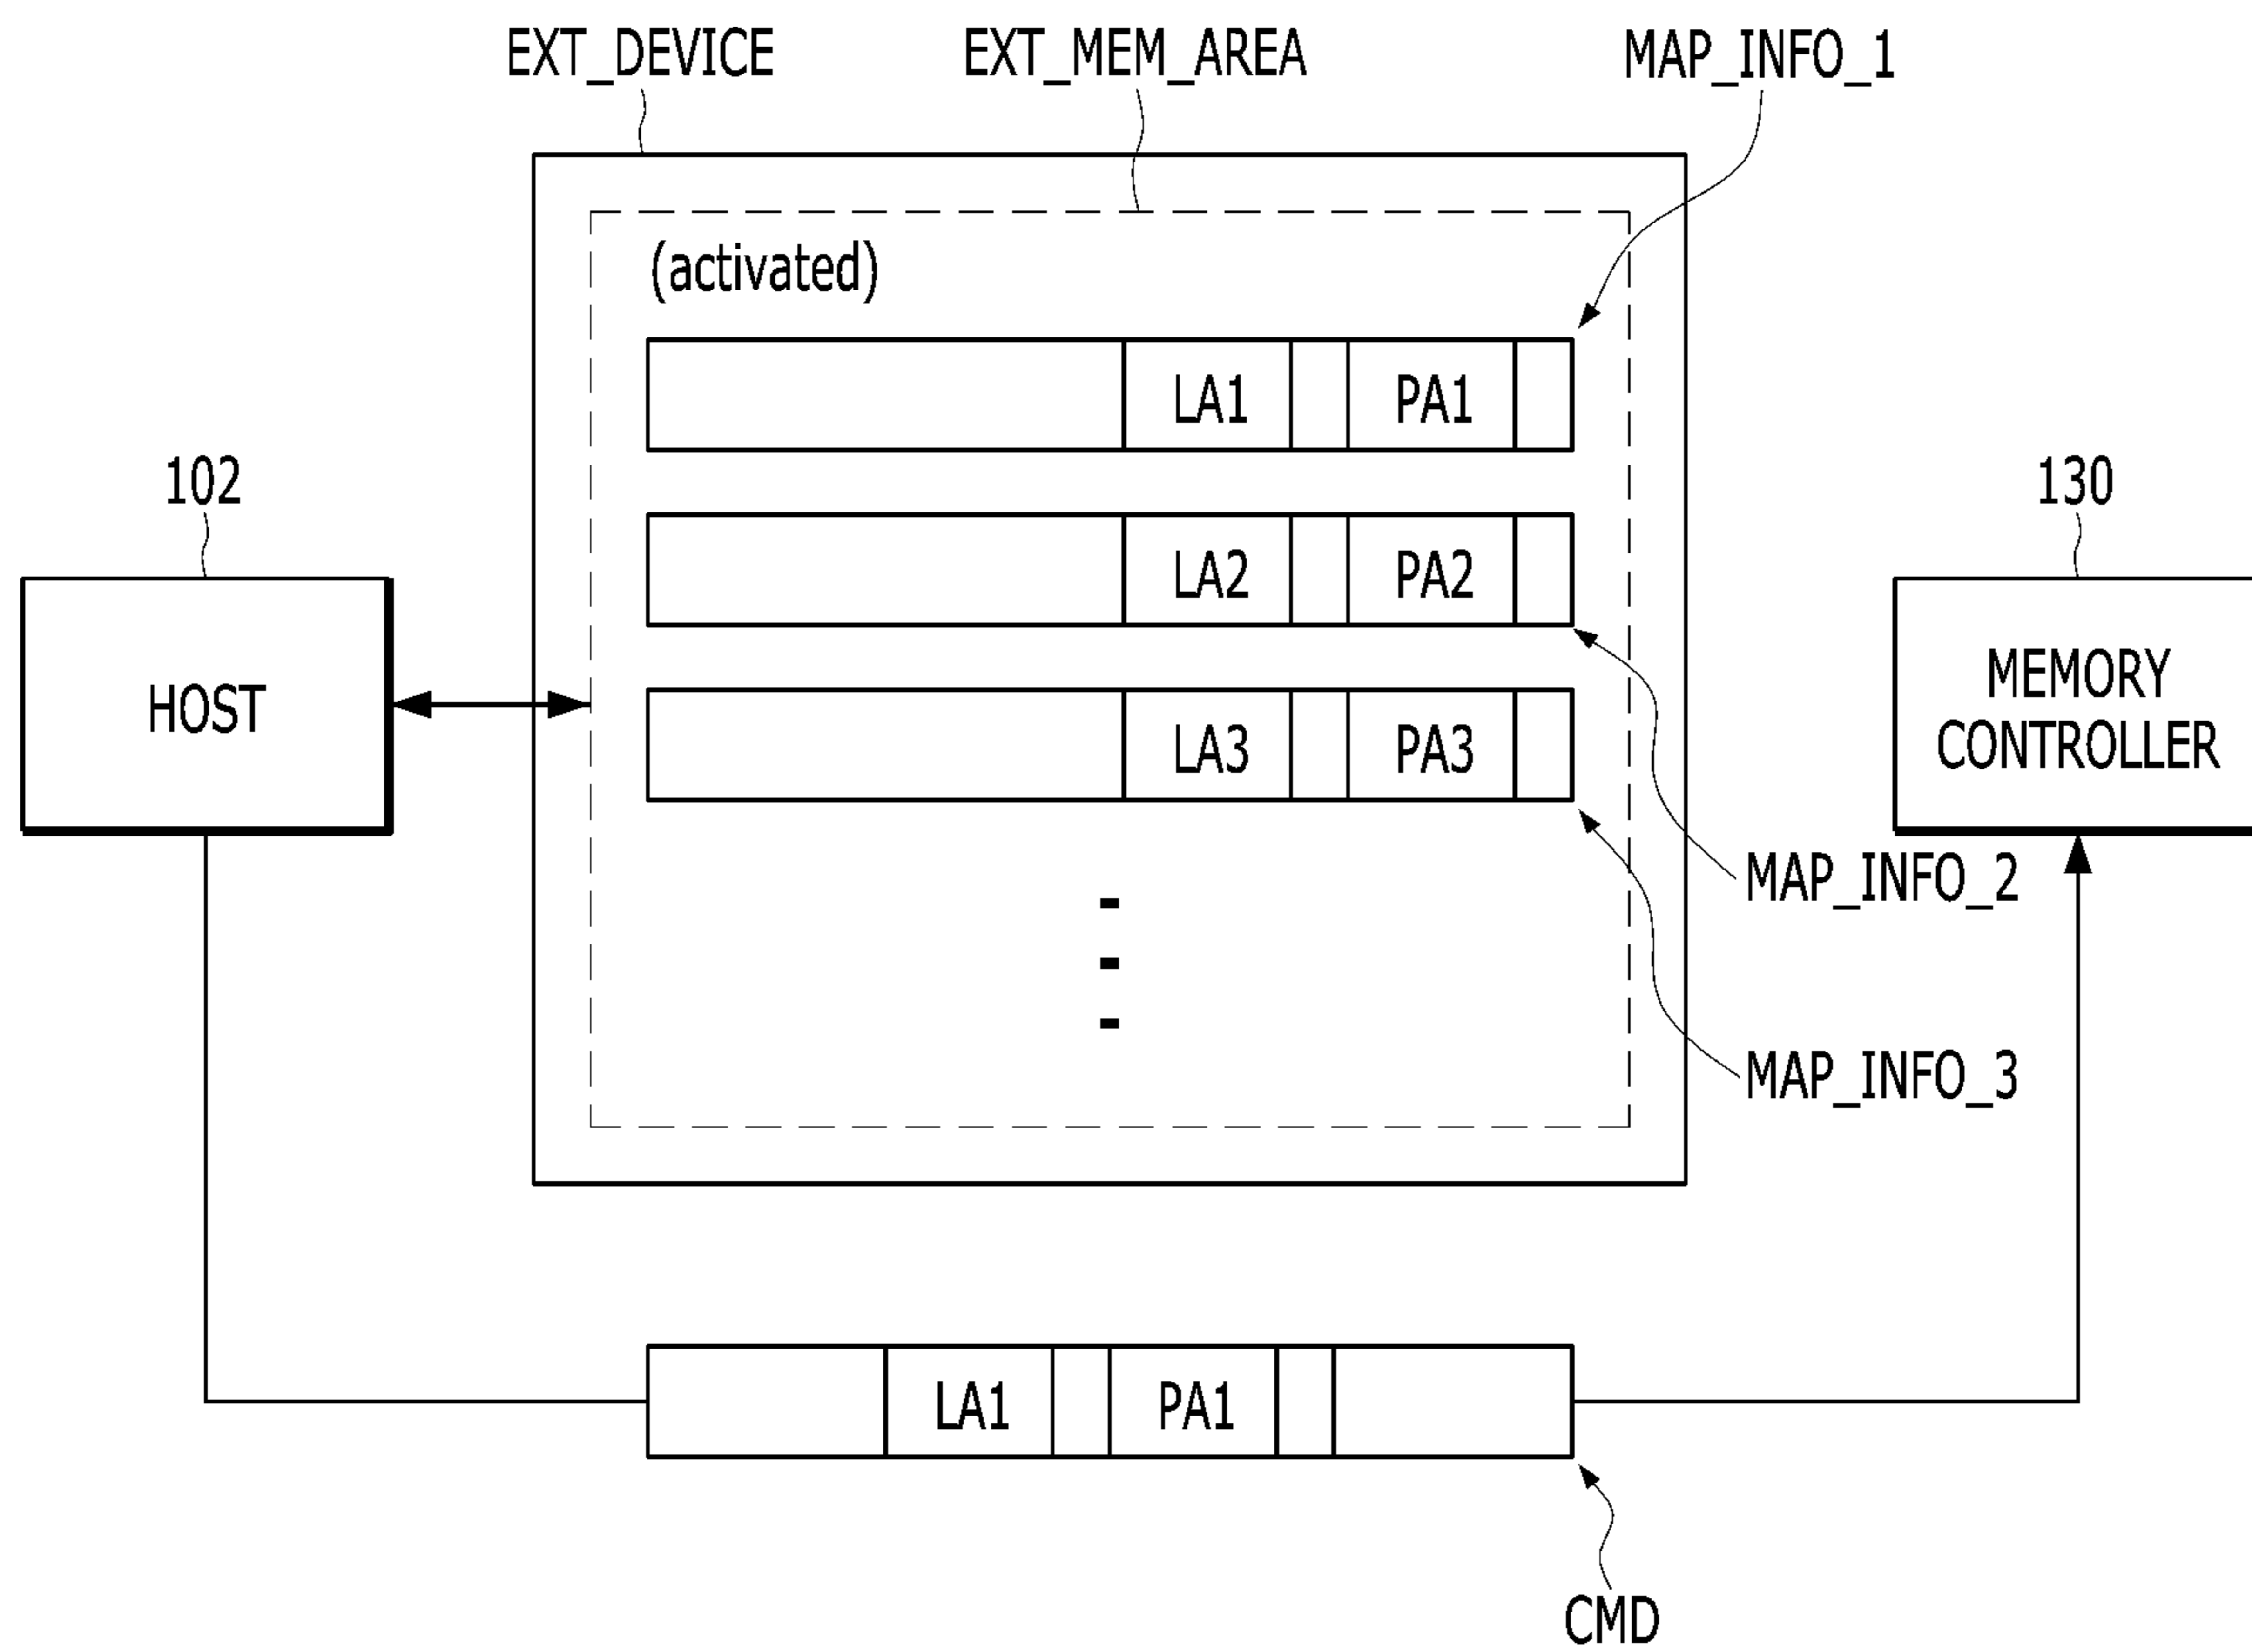 EXT_DEVICE
EXT_MEM_AREA
MAP_INFO_1
(activated)
LA1
PA1
102
130
LA2
PA2
HOST
MEMORY
CONTROLLER
LA3
PA3
MAP_INFO_2
MAP_INFO_3
LA1
PA1
CMD